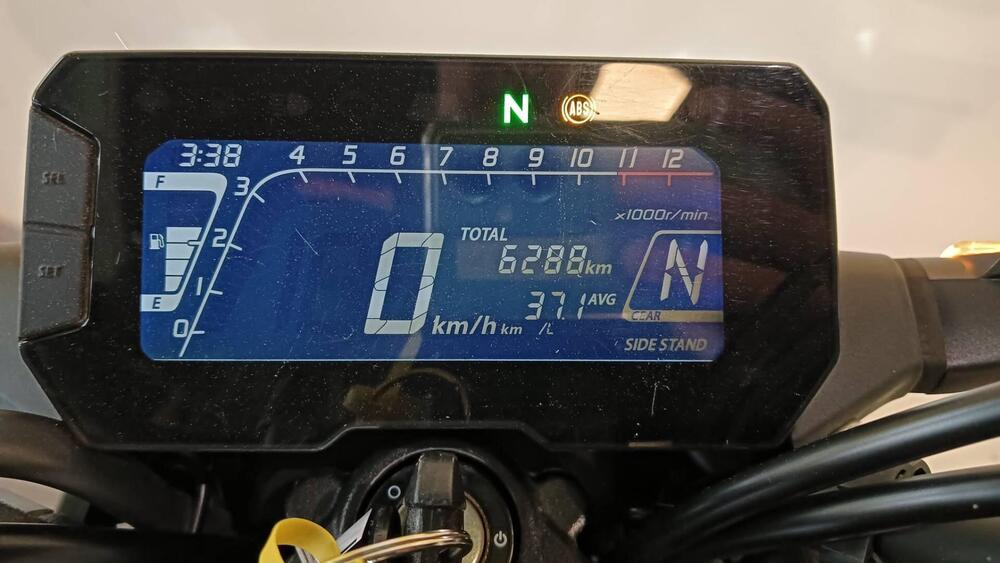 N ABS
3:38 4 5 6 7 8 9 10 11 12
F 3
x1000r/min
SEL
TOTAL
2 6288km
SET
N
E 1 0 37.1 AVG
GEAR
0 km/h km/L
SIDE STAND